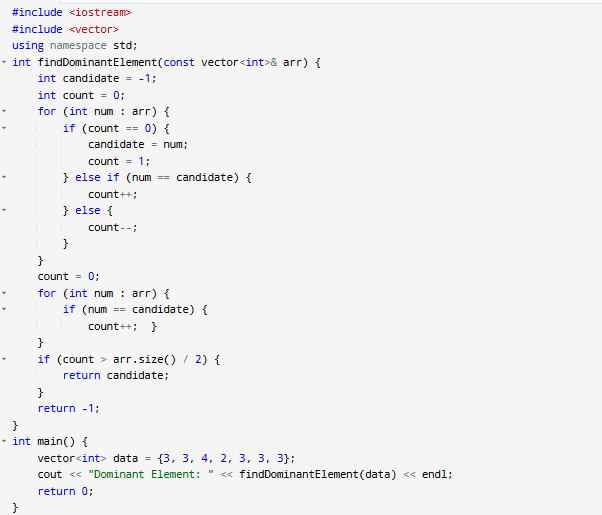 #include <iostream>
#include <vector>
using namespace std;
int findDominantElement(const vector<int>& arr) {
    int candidate = -1;
    int count = 0;
    for (int num : arr) {
        if (count == 0) {
            candidate = num;
            count = 1;
        } else if (num == candidate) {
            count++;
        } else {
            count--;
        }
    }
    count = 0;
    for (int num : arr) {
        if (num == candidate) {
            count++;  }
    }
    if (count > arr.size() / 2) {
        return candidate;
    }
    return -1;
}
int main() {
    vector<int> data = {3, 3, 4, 2, 3, 3, 3};
    cout << "Dominant Element: " << findDominantElement(data) << endl;
    return 0;
}